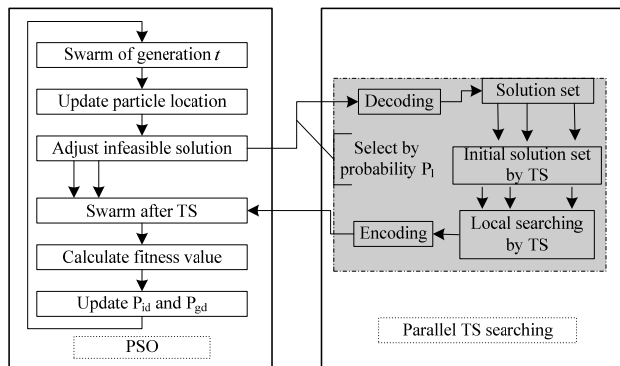 Swarm of generation t
Update particle location
Adjust infeasible solution
Swarm after TS
Calculate fitness value
Update Pid and Pgd
PSO
Decoding
Solution set
Select by
probability Pl
Initial solution set
by TS
Local searching
by TS
Encoding
Parallel TS searching